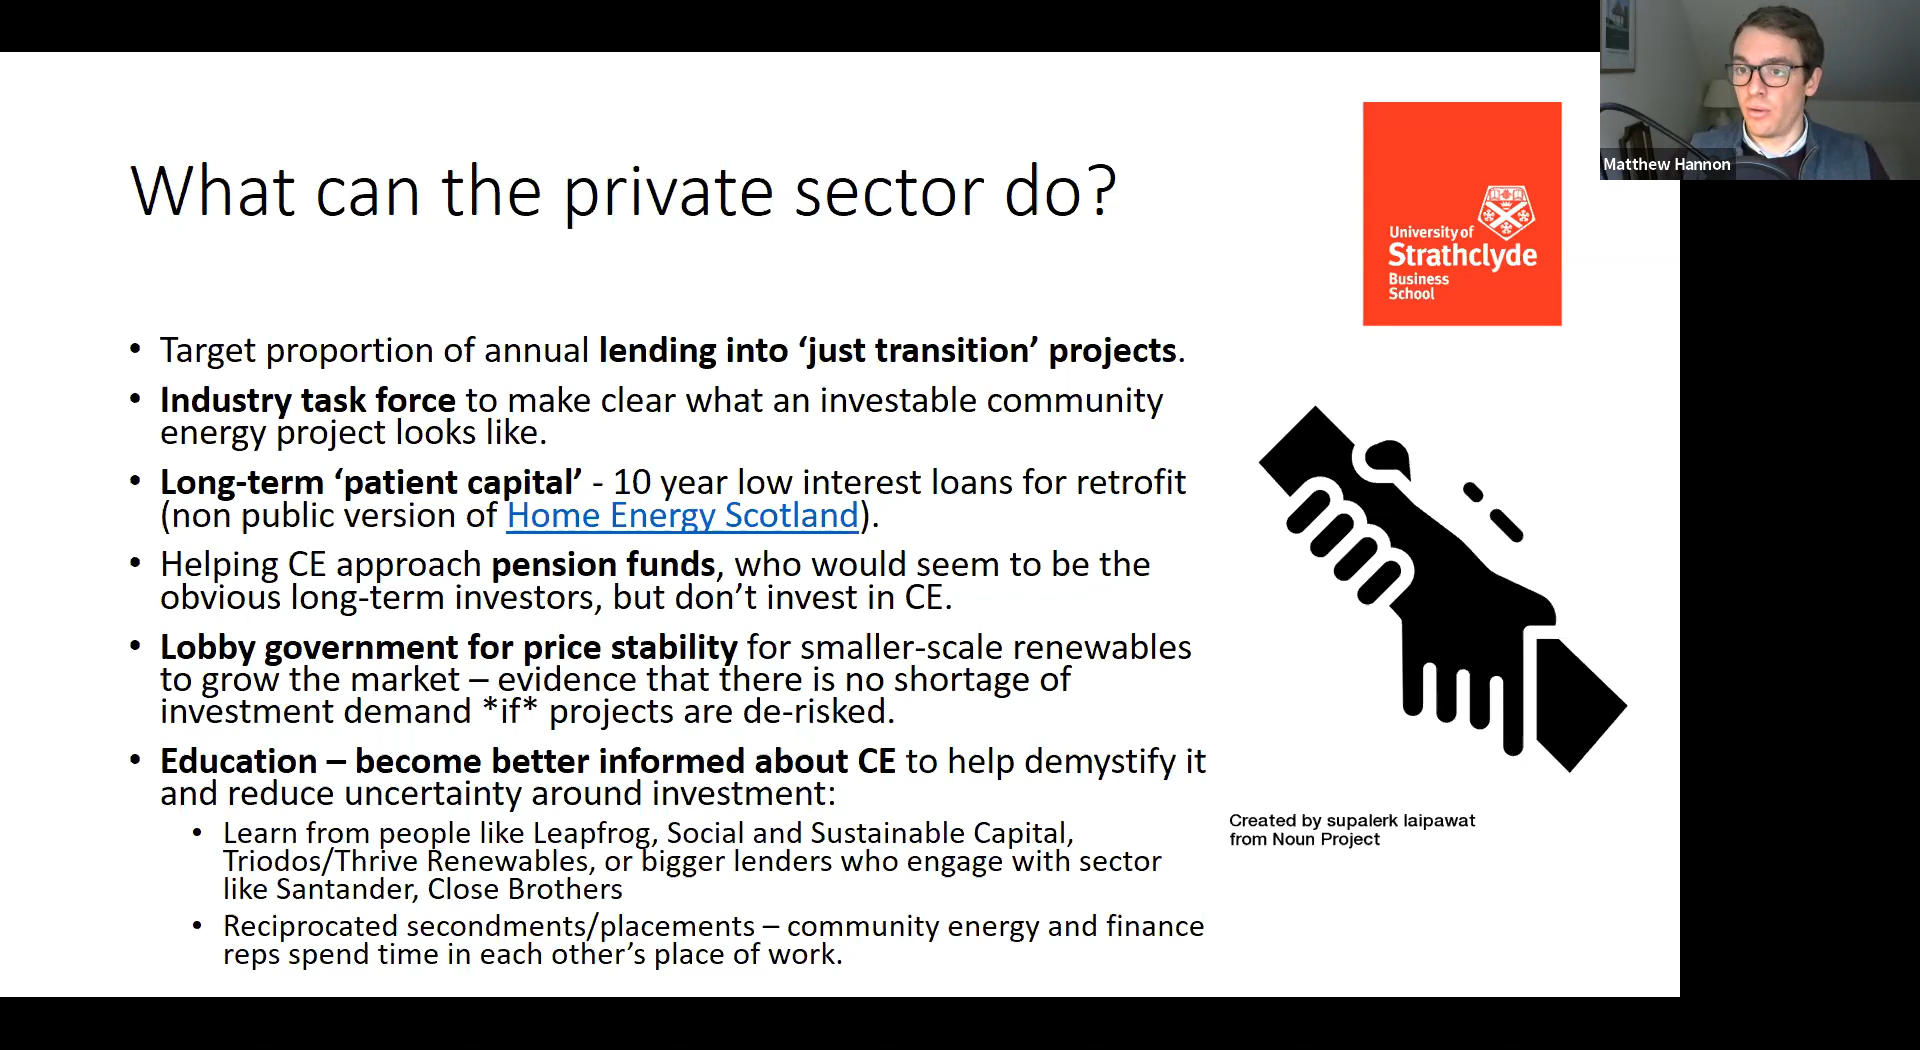 Matthew Hannon
What can the private sector do?
University of
Strathclyde
Business
School
• Target proportion of annual lending into ‘just transition’ projects.
• Industry task force to make clear what an investable community
energy project looks like.
• Long-term ‘patient capital’ - 10 year low interest loans for retrofit
(non public version of Home Energy Scotland).
• Helping CE approach pension funds, who would seem to be the
obvious long-term investors, but don’t invest in CE.
• Lobby government for price stability for smaller-scale renewables
to grow the market – evidence that there is no shortage of
investment demand *if* projects are de-risked.
• Education – become better informed about CE to help demystify it
and reduce uncertainty around investment:
• Learn from people like Leapfrog, Social and Sustainable Capital,
Triodos/Thrive Renewables, or bigger lenders who engage with sector
like Santander, Close Brothers
• Reciprocated secondments/placements – community energy and finance
reps spend time in each other’s place of work.
Created by supalerk laipawat
from Noun Project